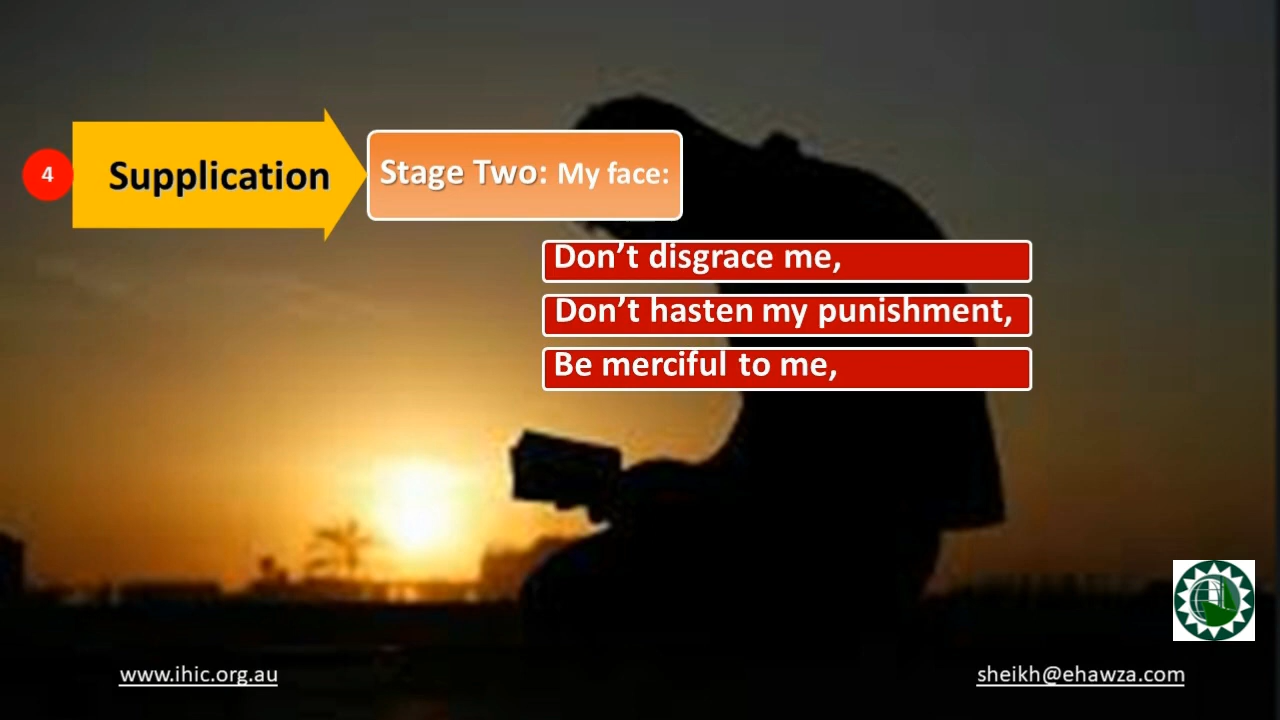 4
Supplication
Stage Two: My face:
Don’t disgrace me,
Don’t hasten my punishment,
Be merciful to me,
www.ihic.org.au
sheikh@ehawza.com